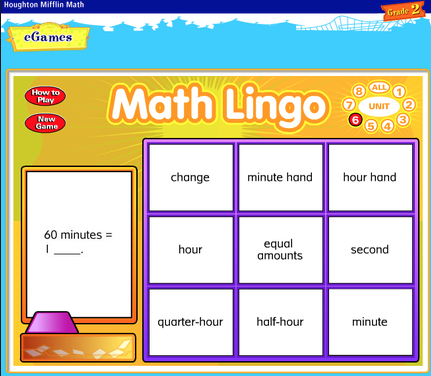 Houghton Mifflin Math
Grade 2
eGames
How to
Play
New
Game
Math Lingo
ALL
8
1
7
UNIT
2
6
5
4
3
60 minutes =
1 ____.
change
minute hand
hour hand
hour
equal
amounts
second
quarter-hour
half-hour
minute